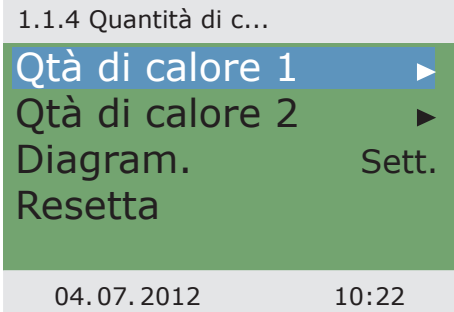 1.1.4 Quantità di c...
Qtà di calore 1 ►
Qtà di calore 2 ►
Diagram. Sett.
Resetta
04.07.2012 10:22